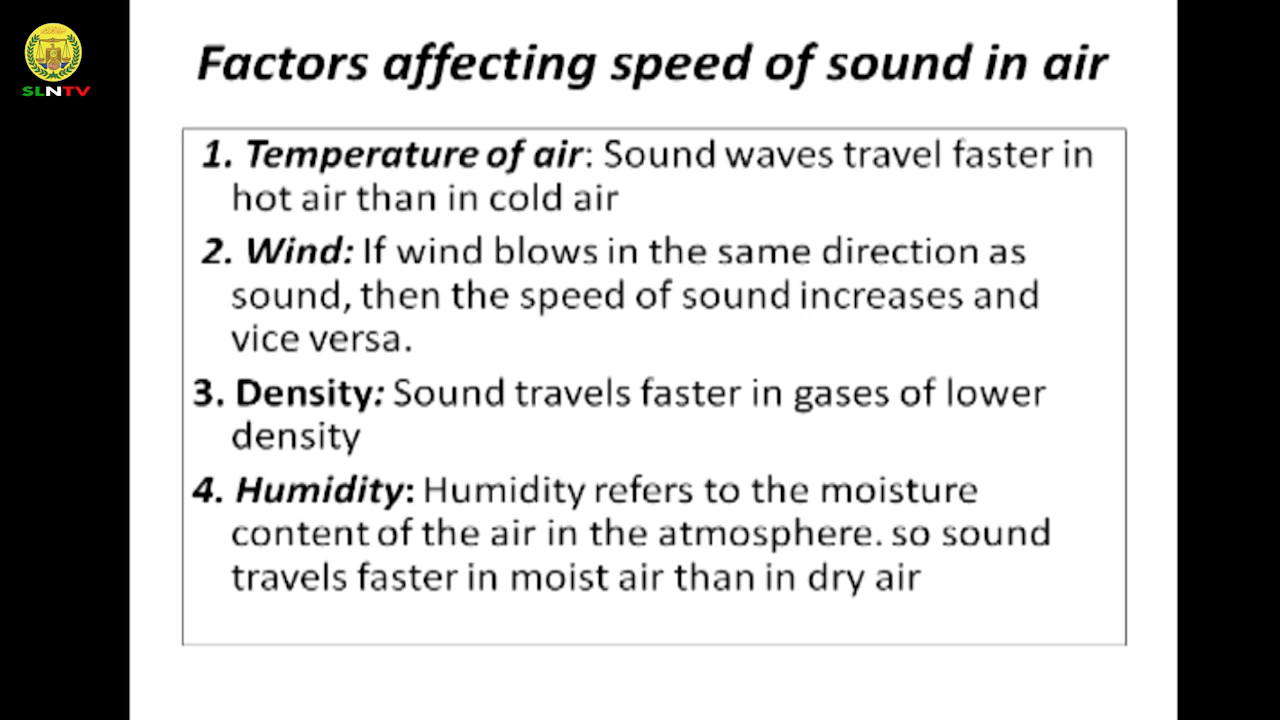 SLNTV
Factors affecting speed of sound in air
1. Temperature of air: Sound waves travel faster in
hot air than in cold air
2. Wind: If wind blows in the same direction as
sound, then the speed of sound increases and
vice versa.
3. Density: Sound travels faster in gases of lower
density
4. Humidity: Humidity refers to the moisture
content of the air in the atmosphere. so sound
travels faster in moist air than in dry air